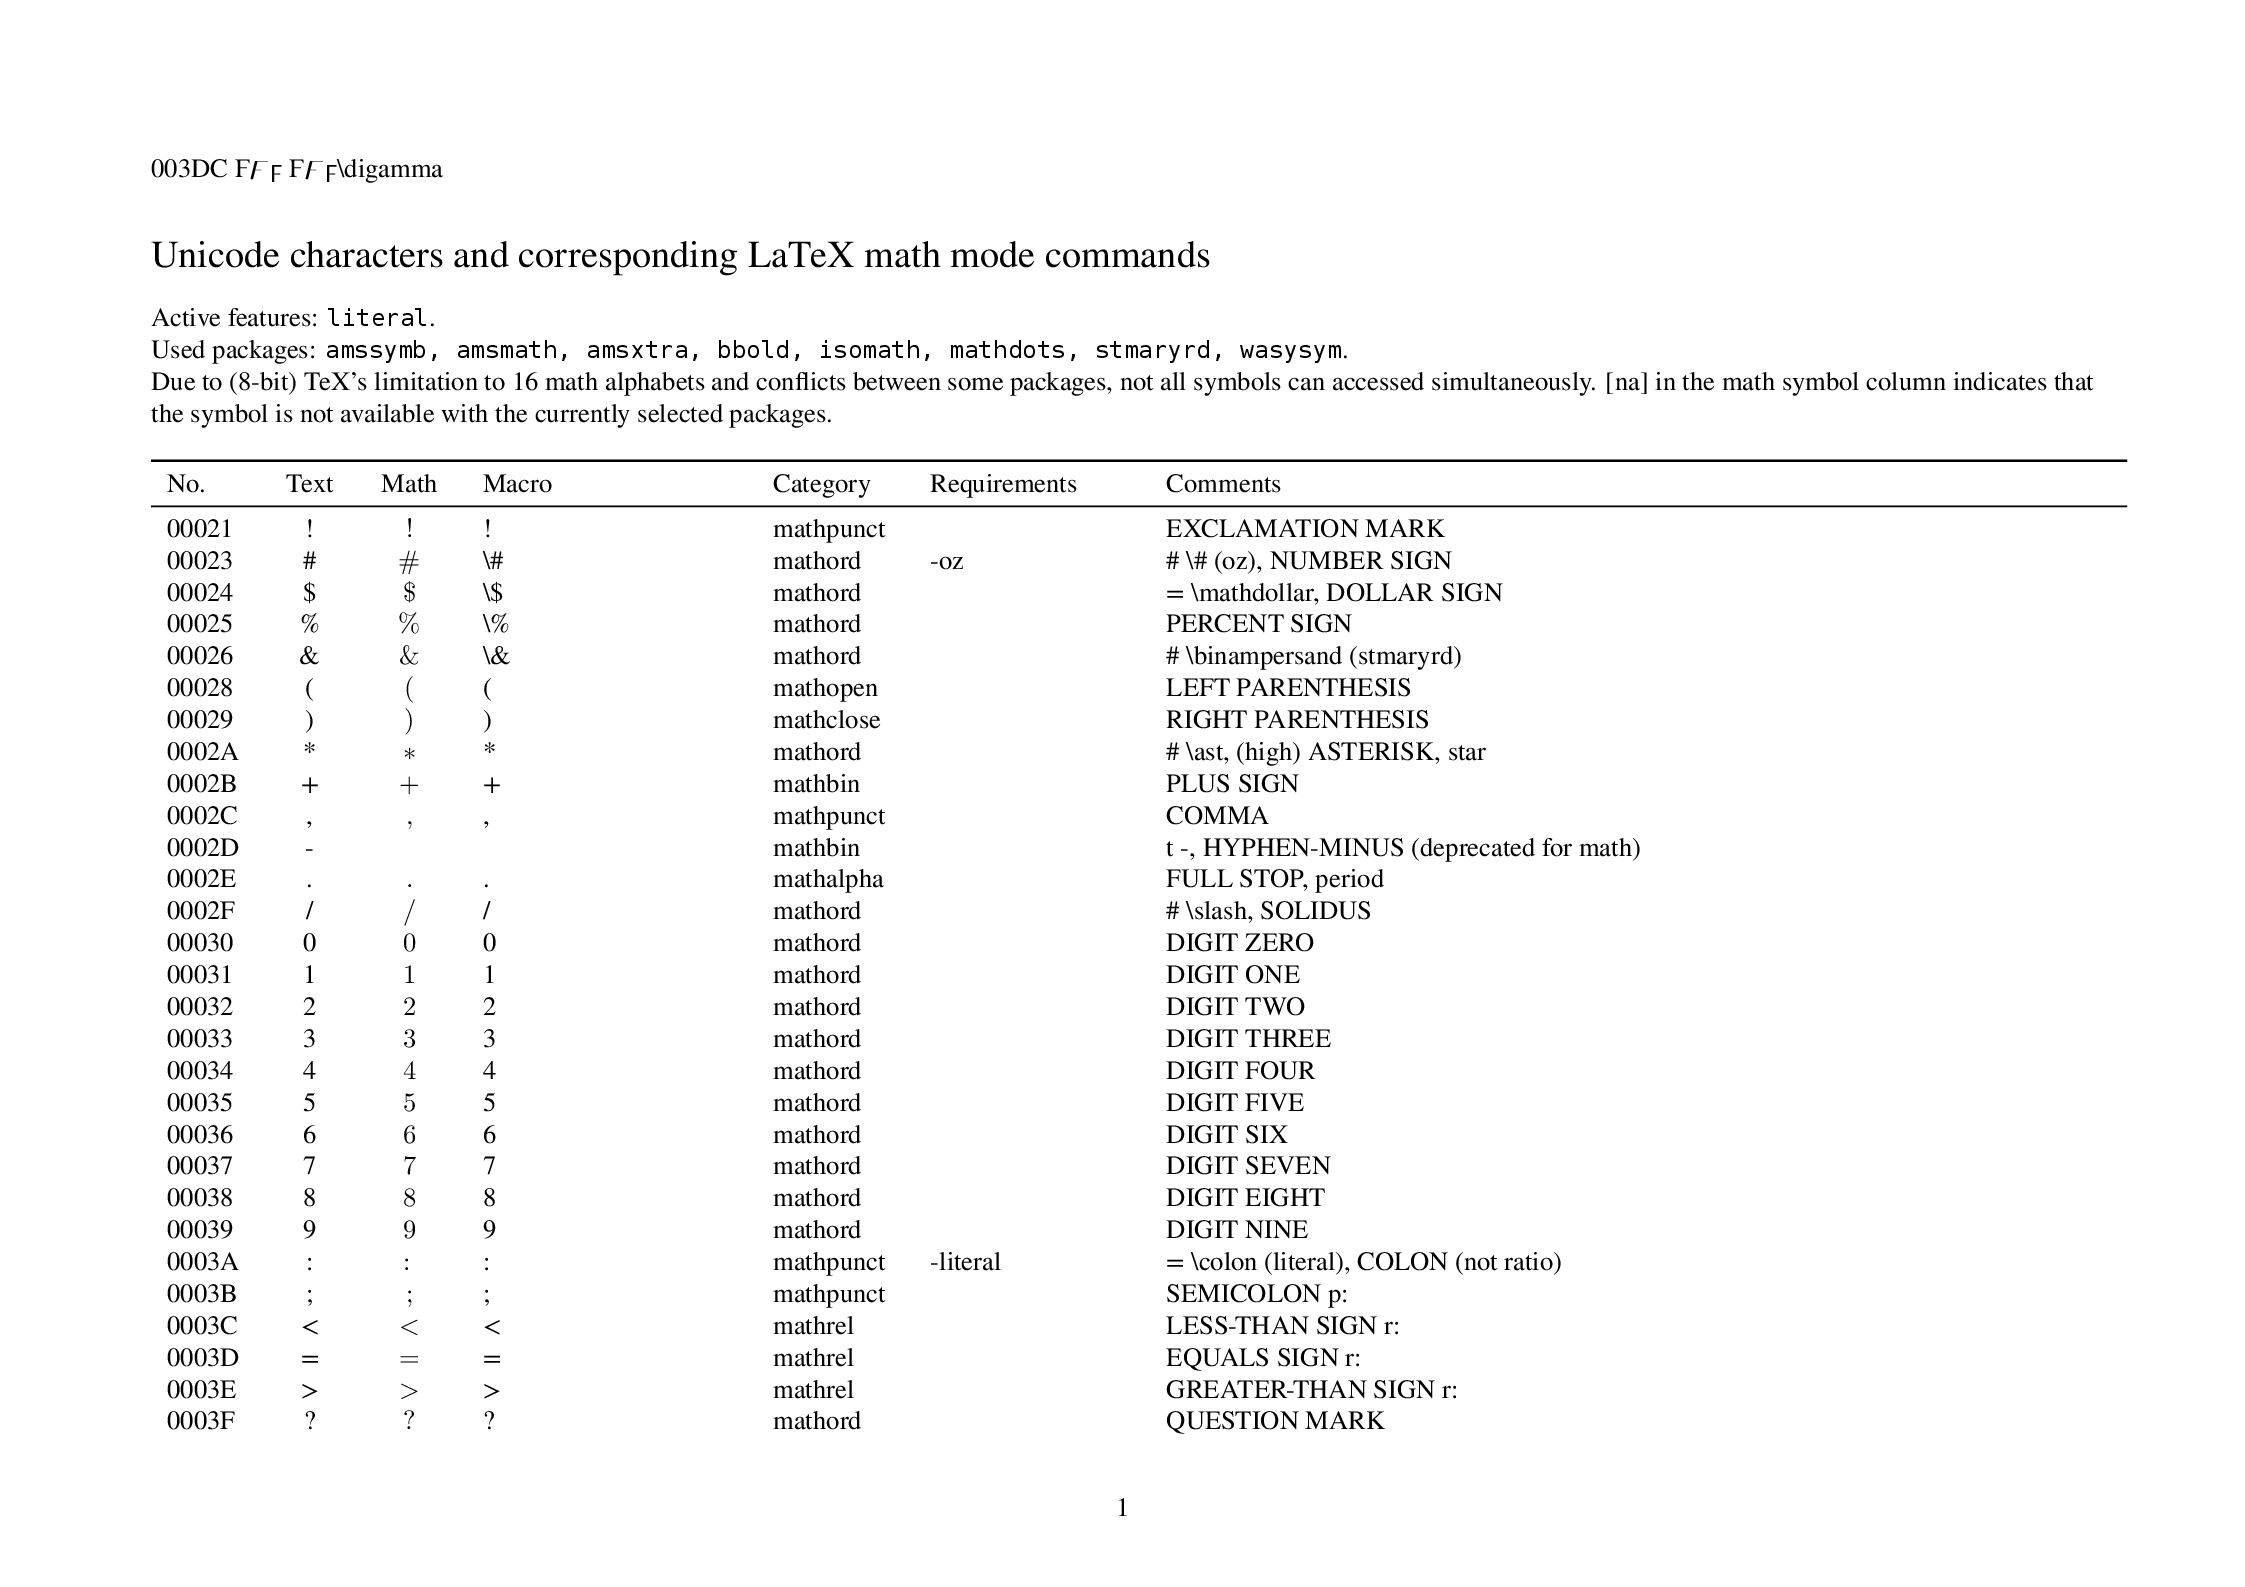 003DC FϜϜ FϜϜ\digamma
Unicode characters and corresponding LaTeX math mode commands
Active features: literal.
Used packages: amssymb, amsmath, amsxtra, bbold, isomath, mathdots, stmaryrd, wasysym.
Due to (8-bit) TeX’s limitation to 16 math alphabets and conflicts between some packages, not all symbols can accessed simultaneously. [na] in the math symbol column indicates that
the symbol is not available with the currently selected packages.
No. Text Math Macro Category Requirements Comments
00021 ! ! ! mathpunct EXCLAMATION MARK
00023 # # \# mathord -oz # \# (oz), NUMBER SIGN
00024 $ $ \$ mathord = \mathdollar, DOLLAR SIGN
00025 % % \% mathord PERCENT SIGN
00026 & & \& mathord # \binampersand (stmaryrd)
00028 ( ( ( mathopen LEFT PARENTHESIS
00029 ) ) ) mathclose RIGHT PARENTHESIS
0002A * ∗ * mathord # \ast, (high) ASTERISK, star
0002B + + + mathbin PLUS SIGN
0002C , , , mathpunct COMMA
0002D - mathbin t -, HYPHEN-MINUS (deprecated for math)
0002E . . . mathalpha FULL STOP, period
0002F / / / mathord # \slash, SOLIDUS
00030 0 0 0 mathord DIGIT ZERO
00031 1 1 1 mathord DIGIT ONE
00032 2 2 2 mathord DIGIT TWO
00033 3 3 3 mathord DIGIT THREE
00034 4 4 4 mathord DIGIT FOUR
00035 5 5 5 mathord DIGIT FIVE
00036 6 6 6 mathord DIGIT SIX
00037 7 7 7 mathord DIGIT SEVEN
00038 8 8 8 mathord DIGIT EIGHT
00039 9 9 9 mathord DIGIT NINE
0003A : : : mathpunct -literal = \colon (literal), COLON (not ratio)
0003B ; ; ; mathpunct SEMICOLON p:
0003C < < < mathrel LESS-THAN SIGN r:
0003D = = = mathrel EQUALS SIGN r:
0003E > > > mathrel GREATER-THAN SIGN r:
0003F ? ? ? mathord QUESTION MARK
1